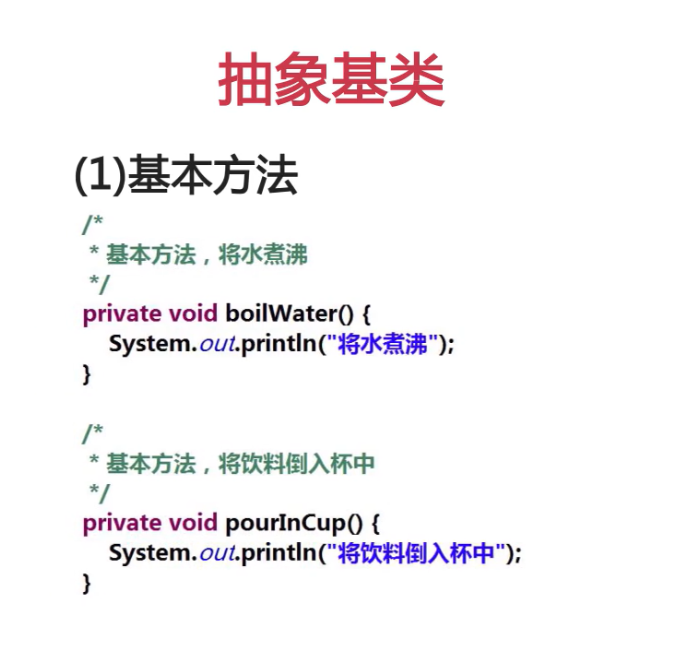 抽象基类
(1)基本方法
/*
* 基本方法，将水煮沸
*/
private void boilWater() {
System.out.println("将水煮沸");
}
/*
* 基本方法，将饮料倒入杯中
*/
private void pourInCup() {
System.out.println("将饮料倒入杯中");
}